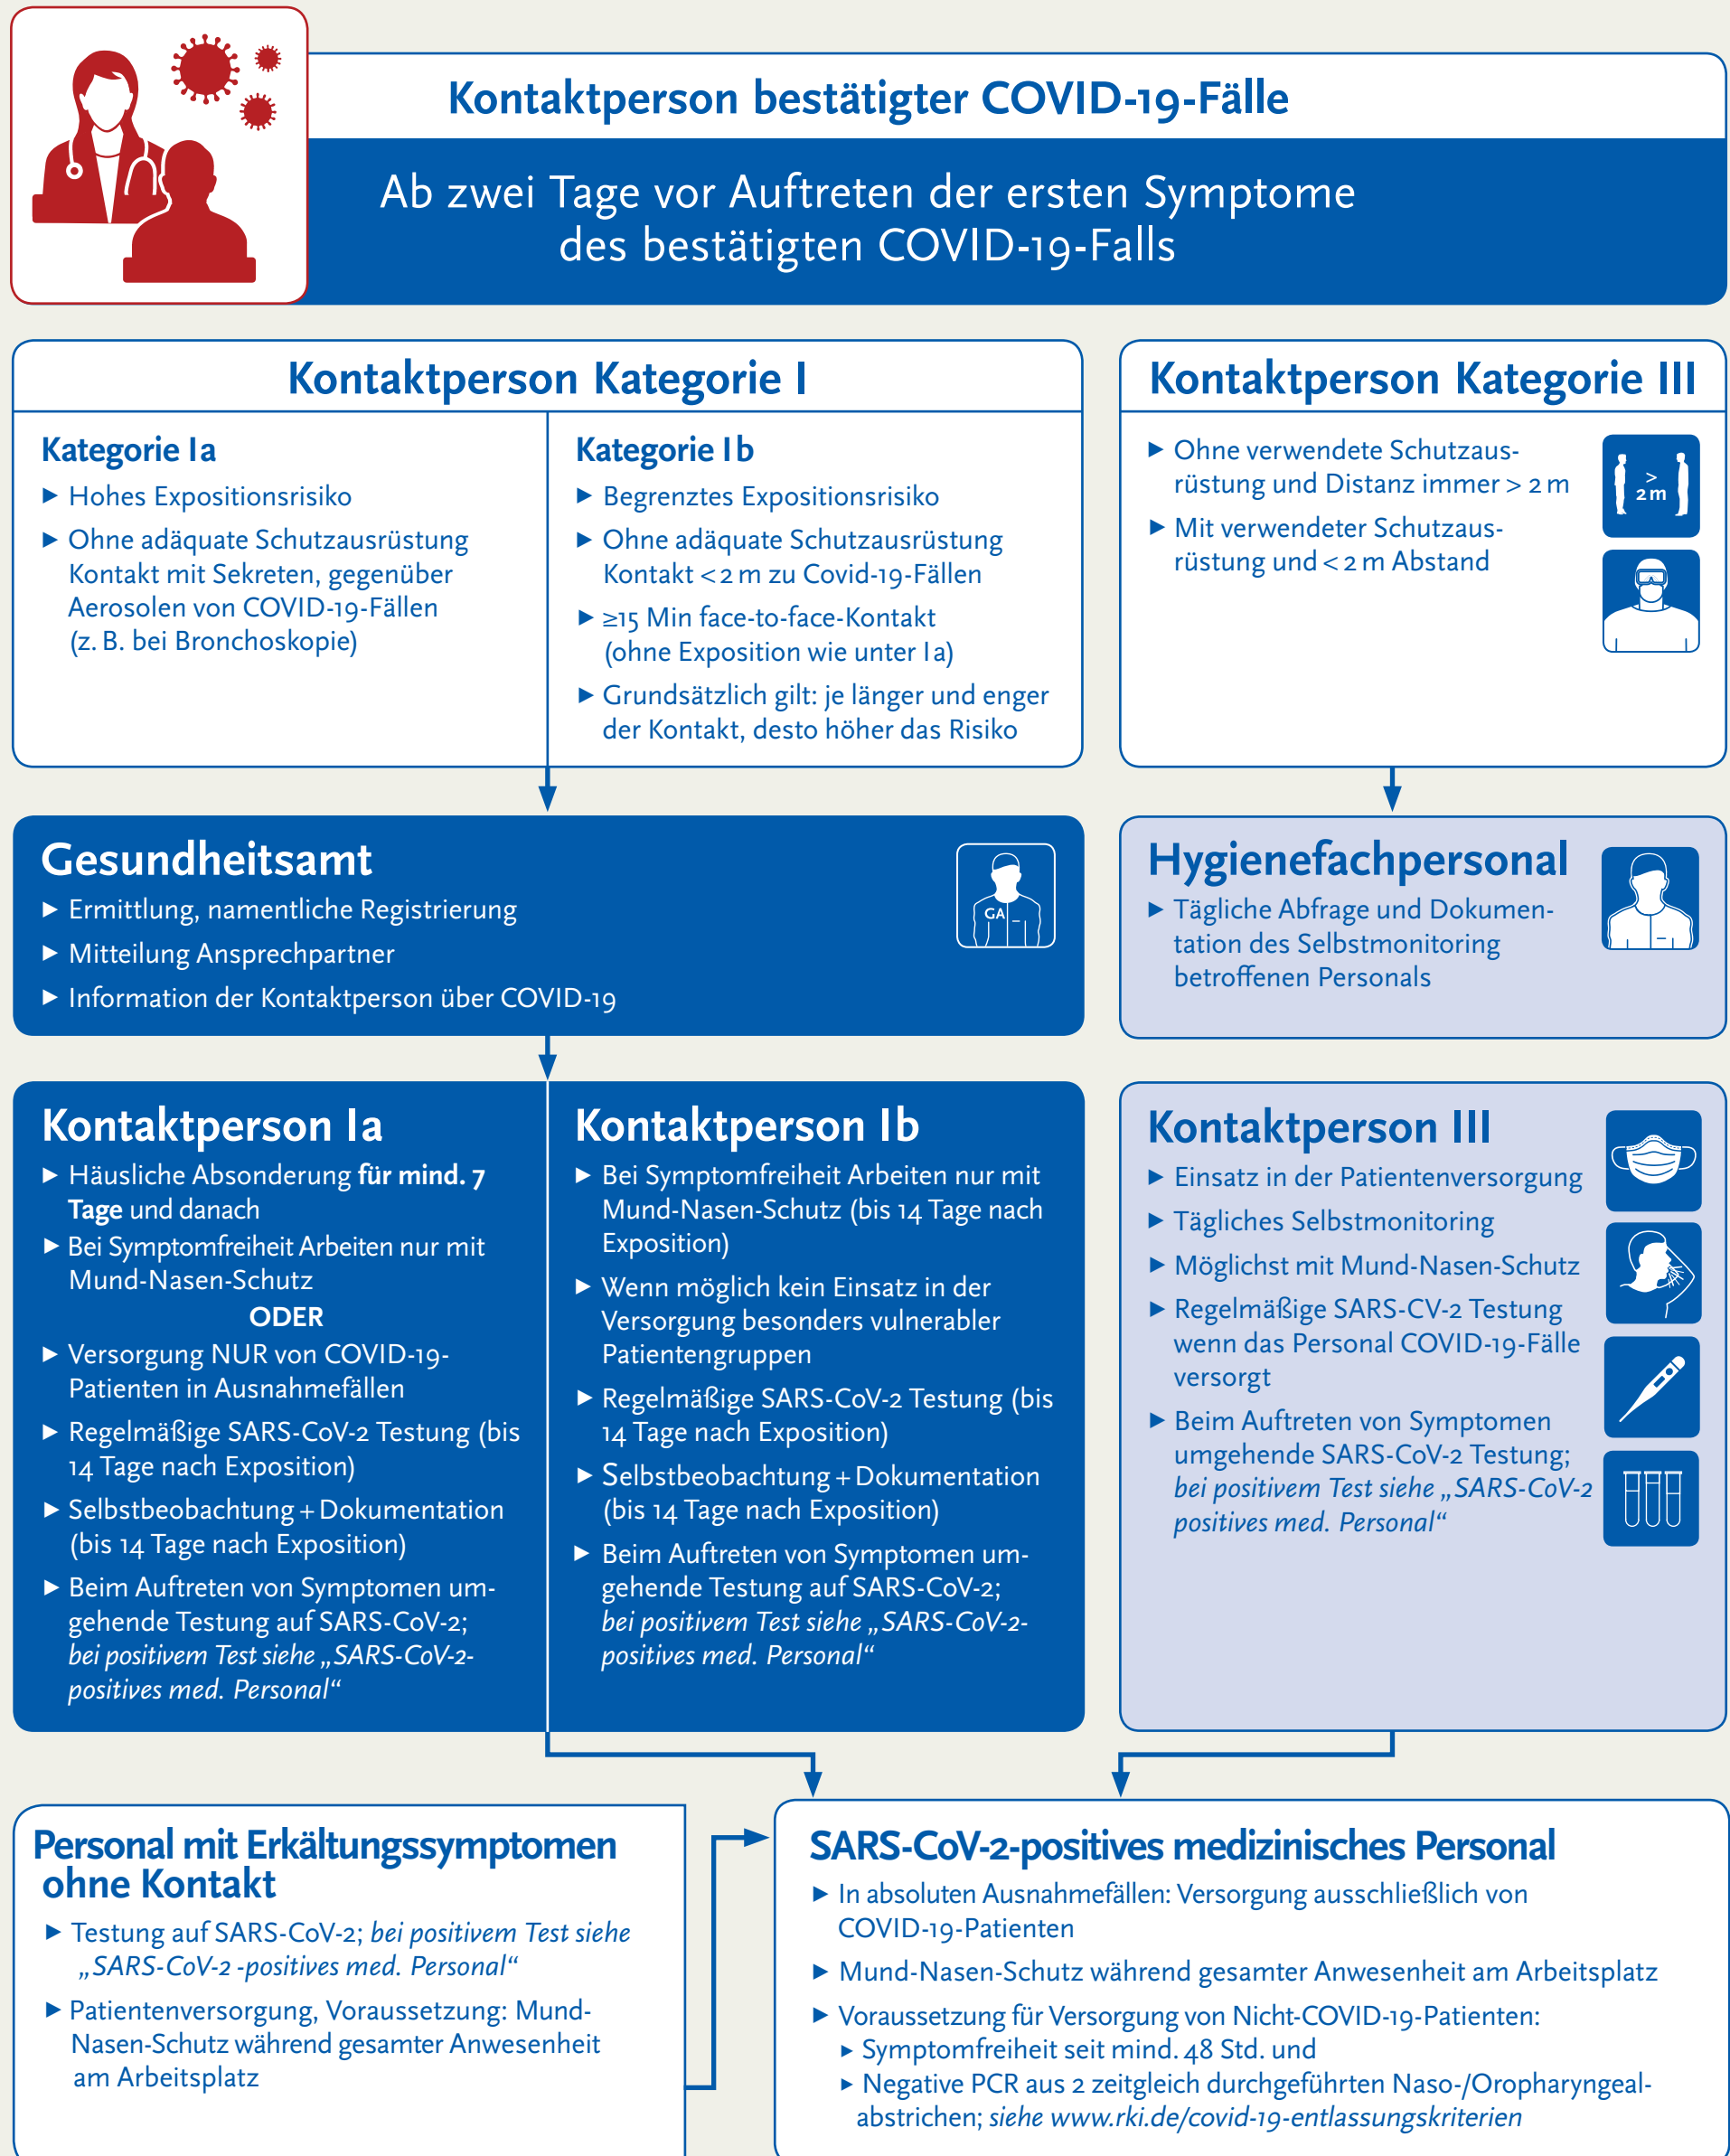 Kontaktperson bestätigter COVID-19-Fälle
Ab zwei Tage vor Auftreten der ersten Symptome
des bestätigten COVID-19-Falls
Kontaktperson Kategorie I
Kategorie Ia
► Hohes Expositionsrisiko
► Ohne adäquate Schutzausrüstung
Kontakt mit Sekreten, gegenüber
Aerosolen von COVID-19-Fällen
(z. B. bei Bronchoskopie)
Kategorie Ib
► Begrenztes Expositionsrisiko
► Ohne adäquate Schutzausrüstung
Kontakt < 2 m zu Covid-19-Fällen
► ≥15 Min face-to-face-Kontakt
(ohne Exposition wie unter Ia)
► Grundsätzlich gilt: je länger und enger
der Kontakt, desto höher das Risiko
Kontaktperson Kategorie III
► Ohne verwendete Schutzaus-
rüstung und Distanz immer > 2 m
► Mit verwendeter Schutzaus-
rüstung und < 2 m Abstand
>
2 m
Gesundheitsamt
► Ermittlung, namentliche Registrierung
► Mitteilung Ansprechpartner
► Information der Kontaktperson über COVID-19
GA
Hygienefachpersonal
► Tägliche Abfrage und Dokumen-
tation des Selbstmonitoring
betroffenen Personals
Kontaktperson Ia
► Häusliche Absonderung für mind. 7
Tage und danach
► Bei Symptomfreiheit Arbeiten nur mit
Mund-Nasen-Schutz
ODER
► Versorgung NUR von COVID-19-
Patienten in Ausnahmefällen
► Regelmäßige SARS-CoV-2 Testung (bis
14 Tage nach Exposition)
► Selbstbeobachtung + Dokumentation
(bis 14 Tage nach Exposition)
► Beim Auftreten von Symptomen um-
gehende Testung auf SARS-CoV-2;
bei positivem Test siehe „SARS-CoV-2-
positives med. Personal“
Kontaktperson Ib
► Bei Symptomfreiheit Arbeiten nur mit
Mund-Nasen-Schutz (bis 14 Tage nach
Exposition)
► Wenn möglich kein Einsatz in der
Versorgung besonders vulnerabler
Patientengruppen
► Regelmäßige SARS-CoV-2 Testung (bis
14 Tage nach Exposition)
► Selbstbeobachtung + Dokumentation
(bis 14 Tage nach Exposition)
► Beim Auftreten von Symptomen um-
gehende Testung auf SARS-CoV-2;
bei positivem Test siehe „SARS-CoV-2-
positives med. Personal“
Kontaktperson III
► Einsatz in der Patientenversorgung
► Tägliches Selbstmonitoring
► Möglichst mit Mund-Nasen-Schutz
► Regelmäßige SARS-CV-2 Testung
wenn das Personal COVID-19-Fälle
versorgt
► Beim Auftreten von Symptomen
umgehende SARS-CoV-2 Testung;
bei positivem Test siehe „SARS-CoV-2
positives med. Personal“
Personal mit Erkältungssymptomen
ohne Kontakt
► Testung auf SARS-CoV-2; bei positivem Test siehe
„SARS-CoV-2 -positives med. Personal“
► Patientenversorgung, Voraussetzung: Mund-
Nasen-Schutz während gesamter Anwesenheit
am Arbeitsplatz
SARS-CoV-2-positives medizinisches Personal
► In absoluten Ausnahmefällen: Versorgung ausschließlich von
COVID-19-Patienten
► Mund-Nasen-Schutz während gesamter Anwesenheit am Arbeitsplatz
► Voraussetzung für Versorgung von Nicht-COVID-19-Patienten:
► Symptomfreiheit seit mind. 48 Std. und
► Negative PCR aus 2 zeitgleich durchgeführten Naso-/Oropharyngeal-
abstrichen; siehe www.rki.de/covid-19-entlassungskriterien